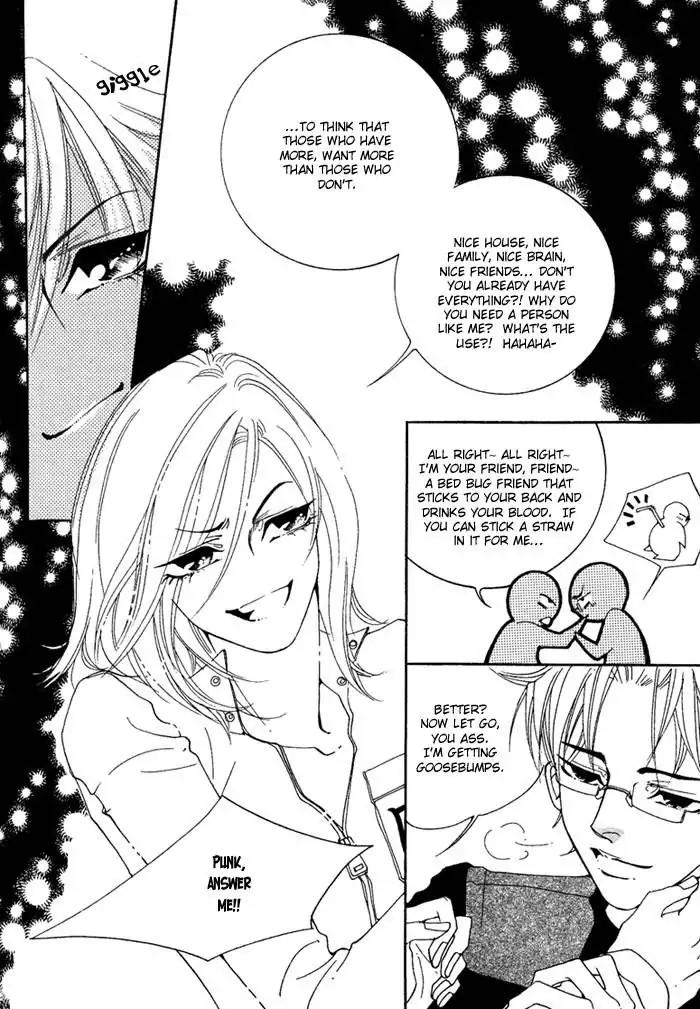 giggle
...TO THINK THAT
THOSE WHO HAVE
MORE, WANT MORE
THAN THOSE WHO
DON'T.
NICE HOUSE, NICE
FAMILY, NICE BRAIN,
NICE FRIENDS... DON'T
YOU ALREADY HAVE
EVERYTHING?! WHY DO
YOU NEED A PERSON
LIKE ME? WHAT'S THE
USE?! HAHAHA-
ALL RIGHT~ ALL RIGHT~
I'M YOUR FRIEND, FRIEND~
A BED BUG FRIEND THAT
STICKS TO YOUR BACK AND
DRINKS YOUR BLOOD. IF
YOU CAN STICK A STRAW
IN IT FOR ME...
BETTER?
NOW LET GO,
YOU ASS.
I'M GETTING
GOOSEBUMPS.
PUNK,
ANSWER
ME!!